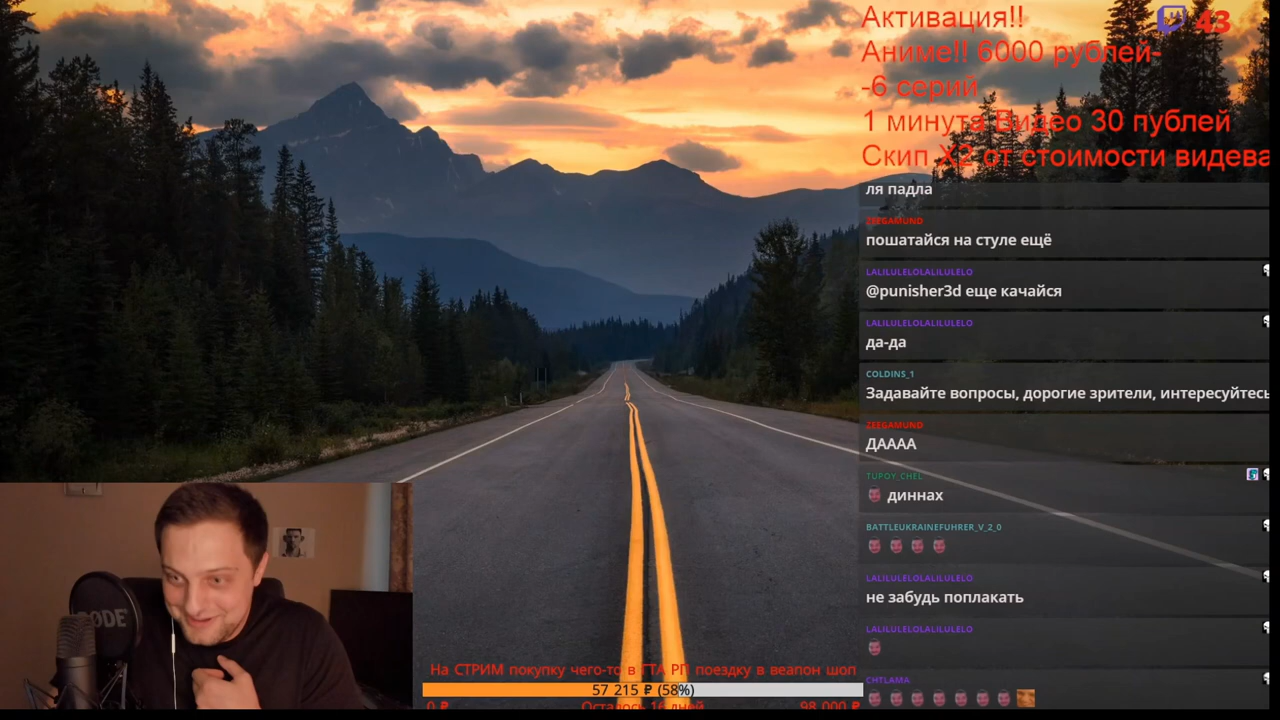 Активация!!
43
Аниме!! 6000 рублей-
-6 серий
1 минута Видео 30 рублей
Скип Х2 от стоимости видева
ля падла
ZEEGAMUND
пошатайся на стуле ещё
LALILULELOLALILULELO
@punisher3d еще качайся
LALILULELOLALILULELO
да-да
COLDINS_1
Задавайте вопросы, дорогие зрители, интересуйтесь
ZEEGAMUND
ДАААА
TUPOY_CHEL
диннах
BATTLEUKRAINEFUHRER_V_2_0
LALILULELOLALILULELO
не забудь поплакать
LALILULELOLALILULELO
CHTLAMA
RODE
На СТРИМ покупку чего-то в ГТА РП поездку в веапон шоп
57 215 ₽ (58%)
0 ₽ Осталось 16 дней 98 000 ₽